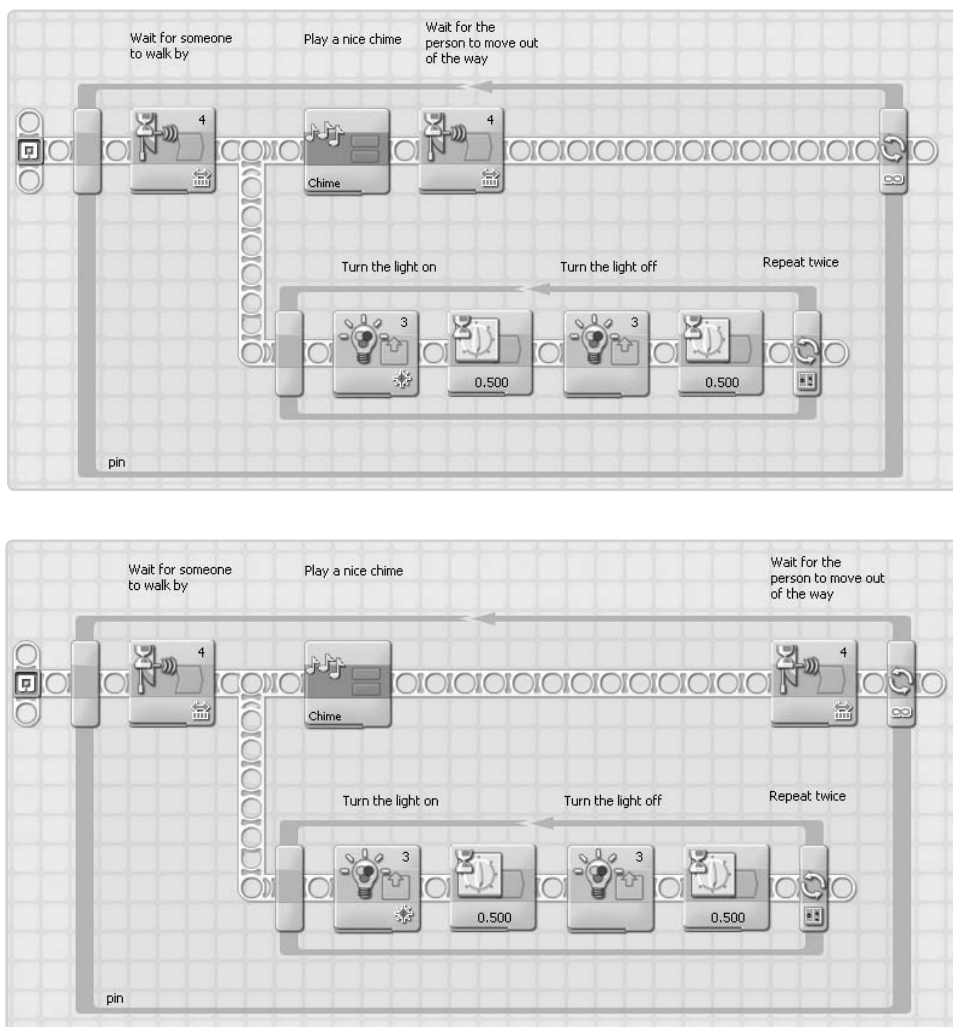 Wait for someone
to walk by
Play a nice chime
Wait for the
person to move out
of the way
4
4
Chime
Turn the light on
Turn the light off
Repeat twice
3
3
0.500
0.500
pin
Wait for someone
to walk by
Play a nice chime
Wait for the
person to move out
of the way
4
4
Chime
Turn the light on
Turn the light off
Repeat twice
3
3
0.500
0.500
pin